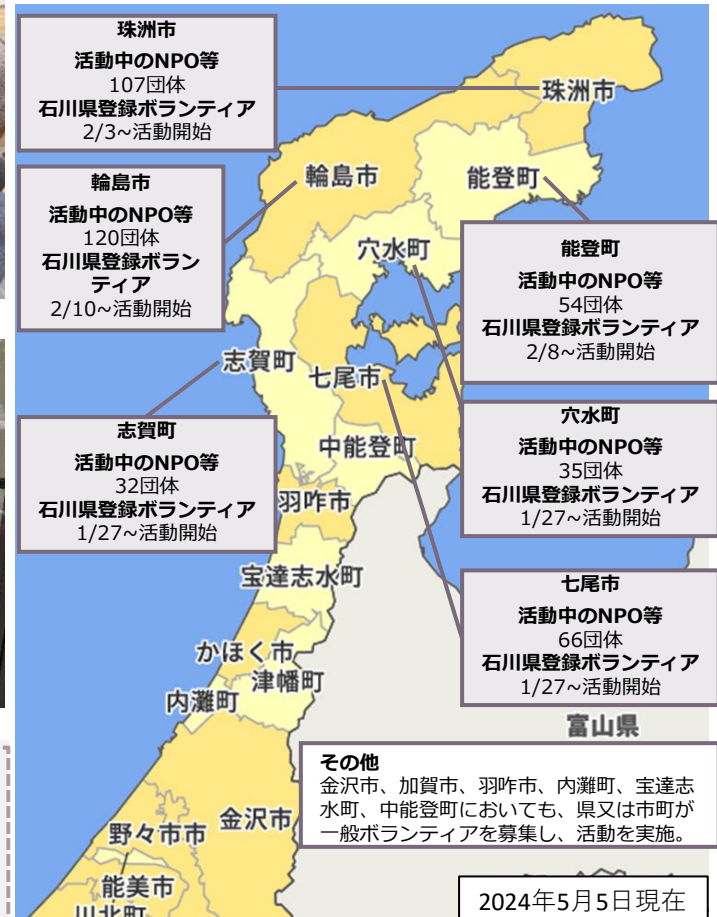 珠洲市
活動中のNPO等
107団体
石川県登録ボランティア
2/3~活動開始
輪島市
活動中のNPO等
120団体
石川県登録ボラン
ティア
2/10~活動開始
珠洲市
輪島市
能登町
穴水町
能登町
活動中のNPO等
54団体
石川県登録ボランティア
2/8~活動開始
志賀町
七尾市
中能登町
志賀町
活動中のNPO等
32団体
石川県登録ボランティア
1/27~活動開始
穴水町
活動中のNPO等
35団体
石川県登録ボランティア
1/27~活動開始
羽咋市
宝達志水町
七尾市
活動中のNPO等
66団体
石川県登録ボランティア
1/27~活動開始
かほく市
津幡町
内灘町
富山県
その他
金沢市、加賀市、羽咋市、内灘町、宝達志
水町、中能登町においても、県又は市町が
一般ボランティアを募集し、活動を実施。
金沢市
野々市市
能美市
川北町
2024年5月5日現在